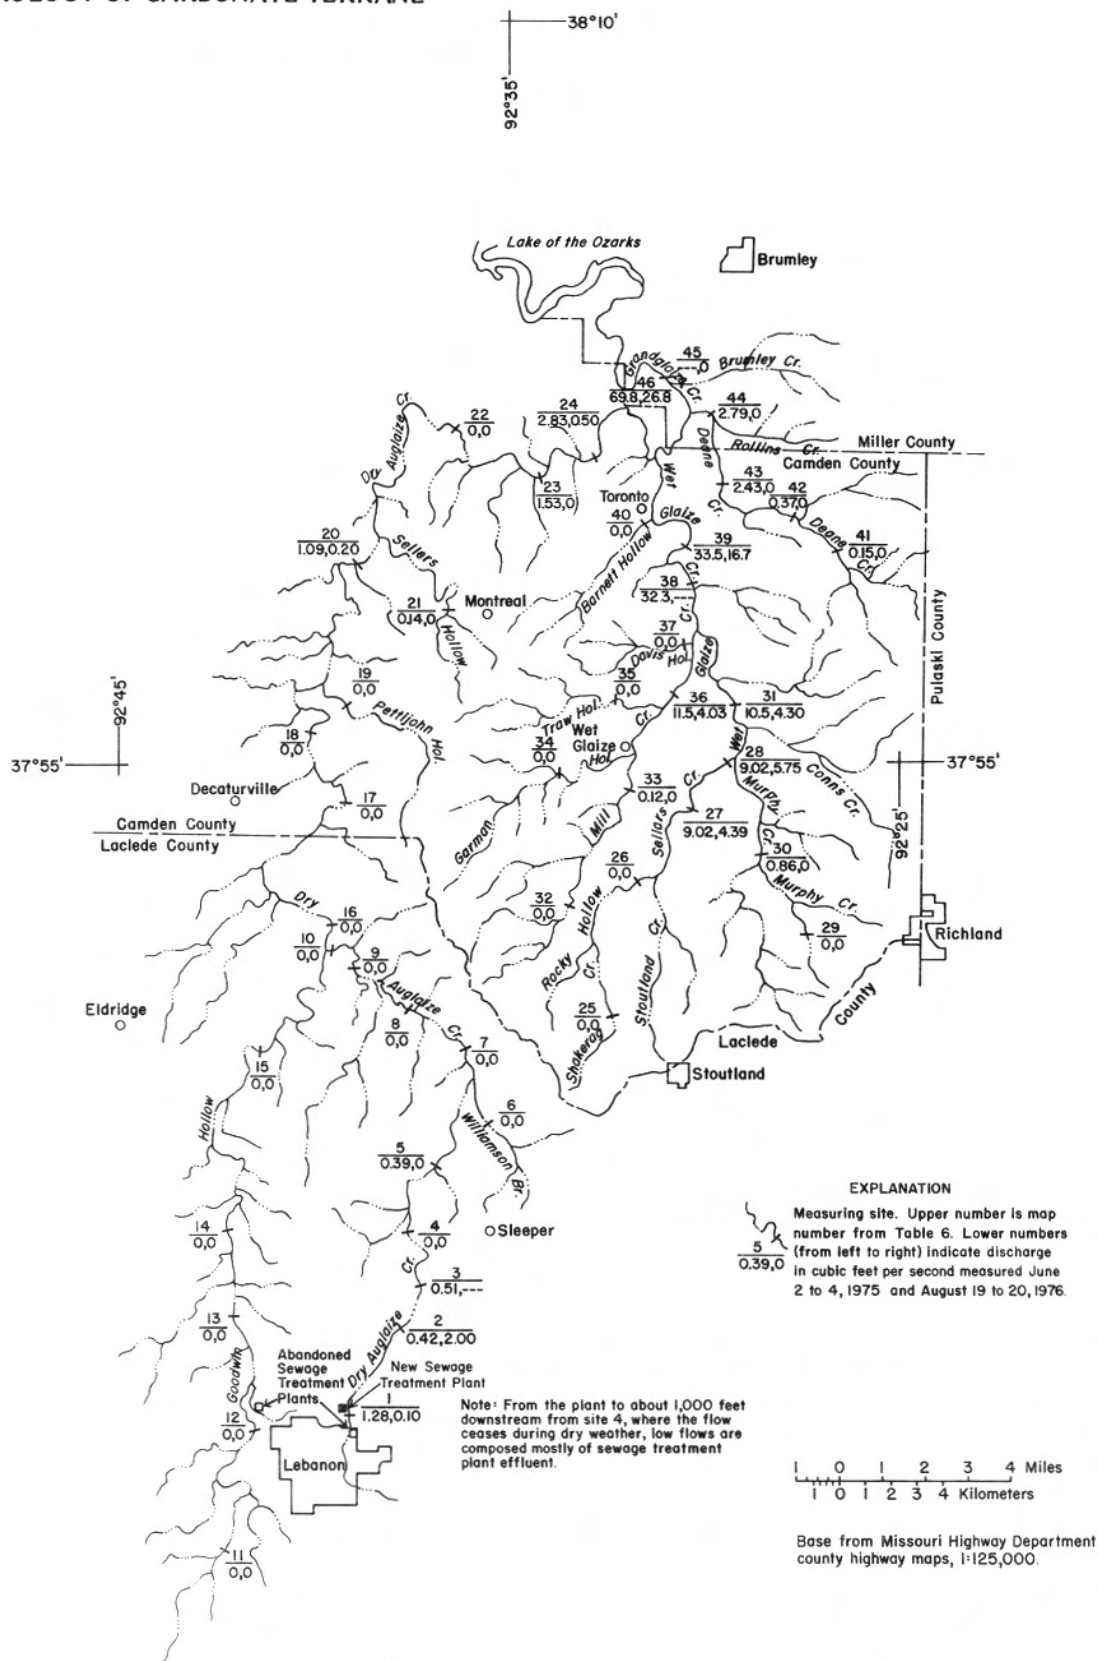 38°10'
92°35'
Lake of the Ozarks
Brumley
Grandglaize Cr.
45
---,0
Brumley Cr.
46
69.8,26.8
44
2.79,0
24
2.83,0.50
22
0,0
Dry Auglaize Cr.
Deane Cr.
Rollins Cr.
Miller County
Camden County
23
1.53,0
43
2.43,0
42
0.37,0
Toronto
40
0,0
Wet Glaize Cr.
Deane Cr.
41
0.15,0
20
1.09,0.20
Sellers Hollow
39
33.5,16.7
Barnett Hollow
38
32.3,---
21
0.14,0
Montreal
Pulaski County
37
0,0
Davis Hol.
Glaize
Cr.
19
0,0
35
0,0
36
11.5,4.03
31
10.5,4.30
92°45'
Pettijohn Hol.
Traw Hol.
18
0,0
Wet
Glaize
34
0,0
Cr.
Wet
28
9.02,5.75
37°55'
37°55'
Conns Cr.
Decaturville
17
0,0
Garman Hol.
33
0.12,0
Mill
Sellars Cr.
27
9.02,4.39
Murphy Cr.
92°25'
Camden County
Laclede County
30
0.86,0
26
0,0
Murphy Cr.
Dry
16
0,0
32
0,0
10
0,0
9
0,0
Rocky Hollow
Stoutland Cr.
29
0,0
Richland
Auglaize Cr.
Eldridge
8
0,0
25
0,0
Shakerag Cr.
Laclede County
7
0,0
Stoutland
15
0,0
Hollow
6
0,0
Williamson Br.
5
0.39,0
Sleeper
4
0,0
14
0,0
Cr.
3
0.51,---
13
0,0
2
0.42,2.00
Goodwin
Dry Auglaize
Abandoned
Sewage
Treatment
Plants
New Sewage
Treatment Plant
1
1.28,0.10
12
0,0
Lebanon
11
0,0
EXPLANATION
5
0.39,0
Measuring site. Upper number is map
number from Table 6. Lower numbers
(from left to right) indicate discharge
in cubic feet per second measured June
2 to 4, 1975 and August 19 to 20, 1976.
Note: From the plant to about 1,000 feet
downstream from site 4, where the flow
ceases during dry weather, low flows are
composed mostly of sewage treatment
plant effluent.
1 0 1 2 3 4 Miles
1 0 1 2 3 4 Kilometers
Base from Missouri Highway Department
county highway maps, 1:125,000.